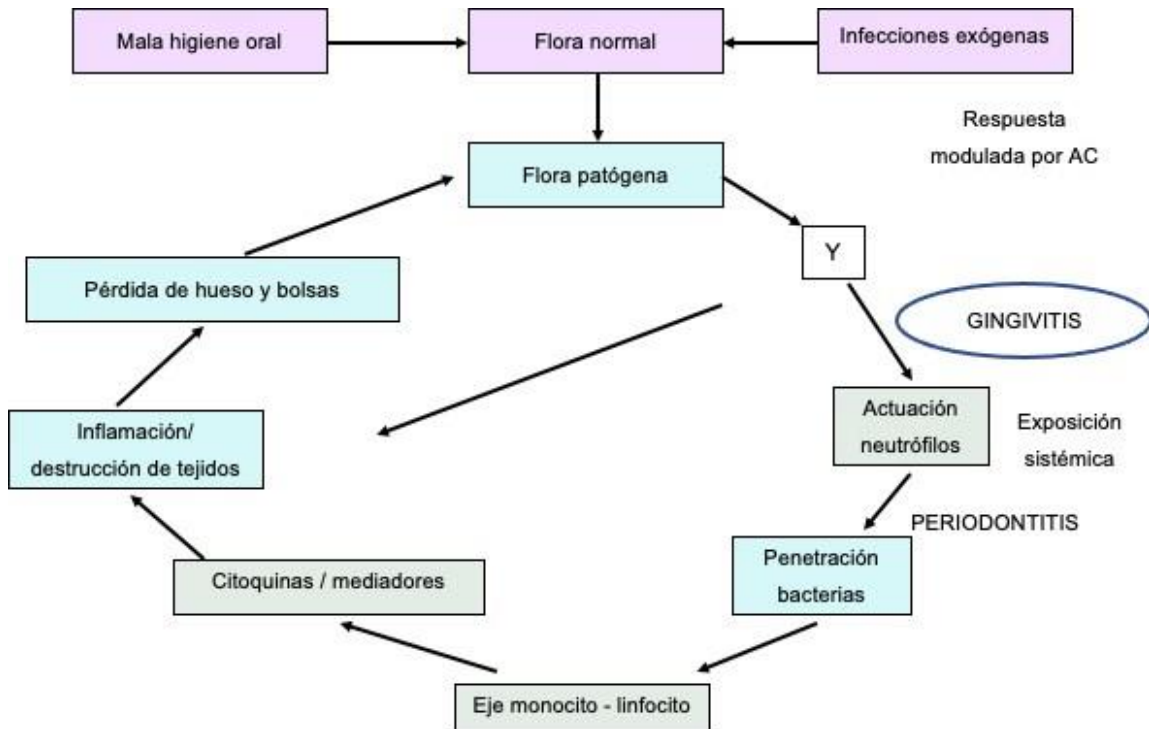 Mala higiene oral
Flora normal
Infecciones exógenas
Respuesta
modulada por AC
Flora patógena
Y
Pérdida de hueso y bolsas
GINGIVITIS
Actuación
neutrófilos
Inflamación/
destrucción de tejidos
Exposición
sistémica
PERIODONTITIS
Penetración
bacterias
Citoquinas / mediadores
Eje monocito - linfocito